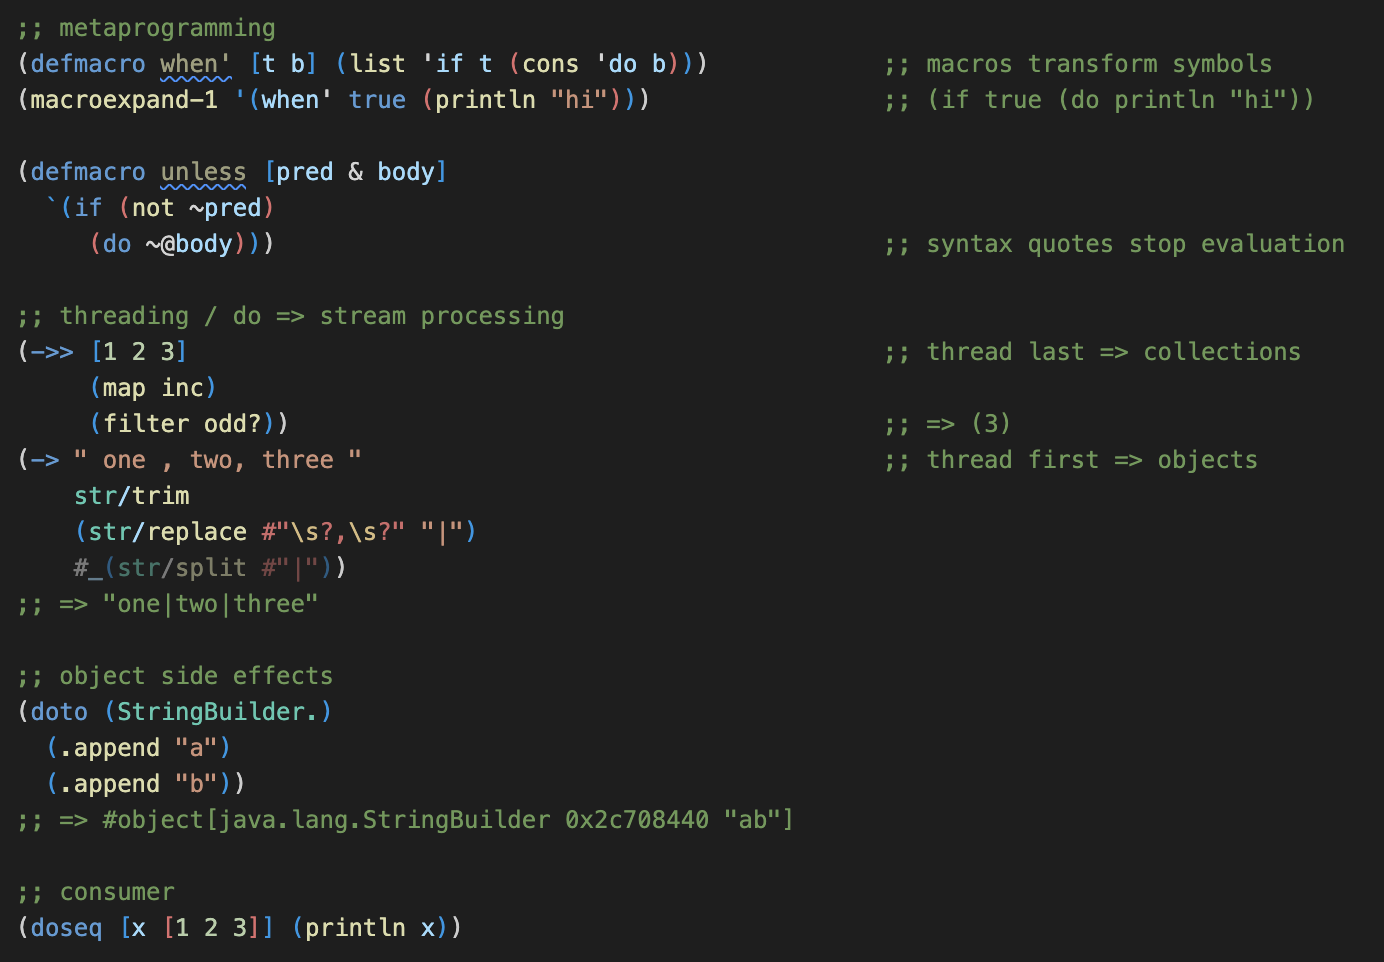 ;; metaprogramming
(defmacro when' [t b] (list 'if t (cons 'do b))) ;; macros transform symbols
(macroexpand-1 '(when' true (println "hi"))) ;; (if true (do println "hi"))
(defmacro unless [pred & body]
`(if (not ~pred)
(do ~@body))) ;; syntax quotes stop evaluation
;; threading / do => stream processing
(->> [1 2 3] ;; thread last => collections
(map inc)
(filter odd?)) ;; => (3)
(-> " one , two, three " ;; thread first => objects
str/trim
(str/replace #"\s?,\s?" "|")
#_(str/split #"|"))
;; => "one|two|three"
;; object side effects
(doto (StringBuilder.)
(.append "a")
(.append "b"))
;; => #object[java.lang.StringBuilder 0x2c708440 "ab"]
;; consumer
(doseq [x [1 2 3]] (println x))